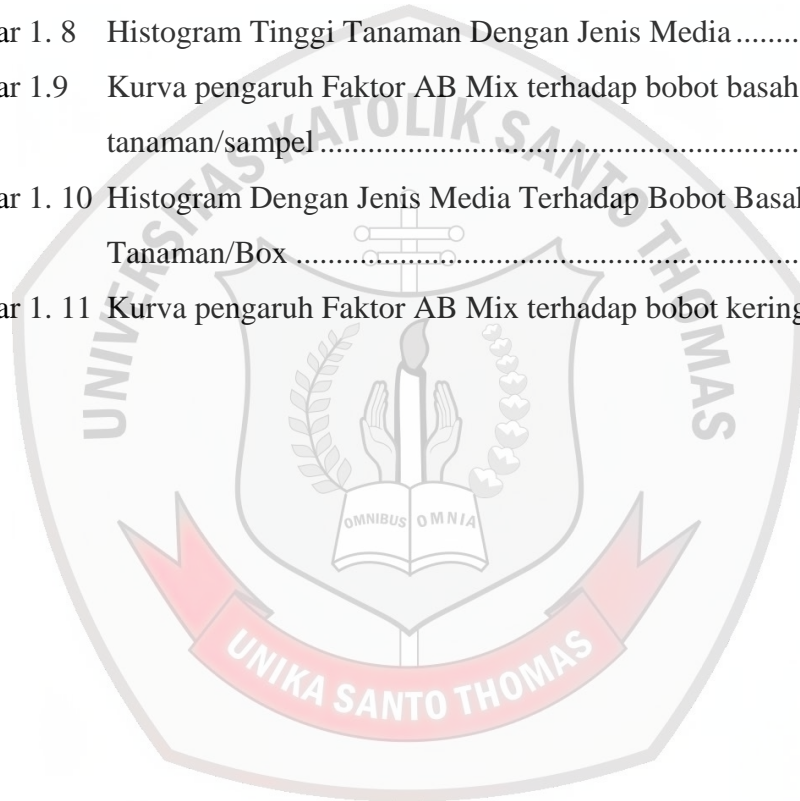 ar 1. 8 Histogram Tinggi Tanaman Dengan Jenis Media ........
ar 1.9 Kurva pengaruh Faktor AB Mix terhadap bobot basah
tanaman/sampel ....................................................
ar 1. 10 Histogram Dengan Jenis Media Terhadap Bobot Basah
Tanaman/Box .......................................................
ar 1. 11 Kurva pengaruh Faktor AB Mix terhadap bobot kering
UNIVERSITAS KATOLIK SANTO THOMAS
OMNIBUS OMNIA
UNIKA SANTO THOMAS